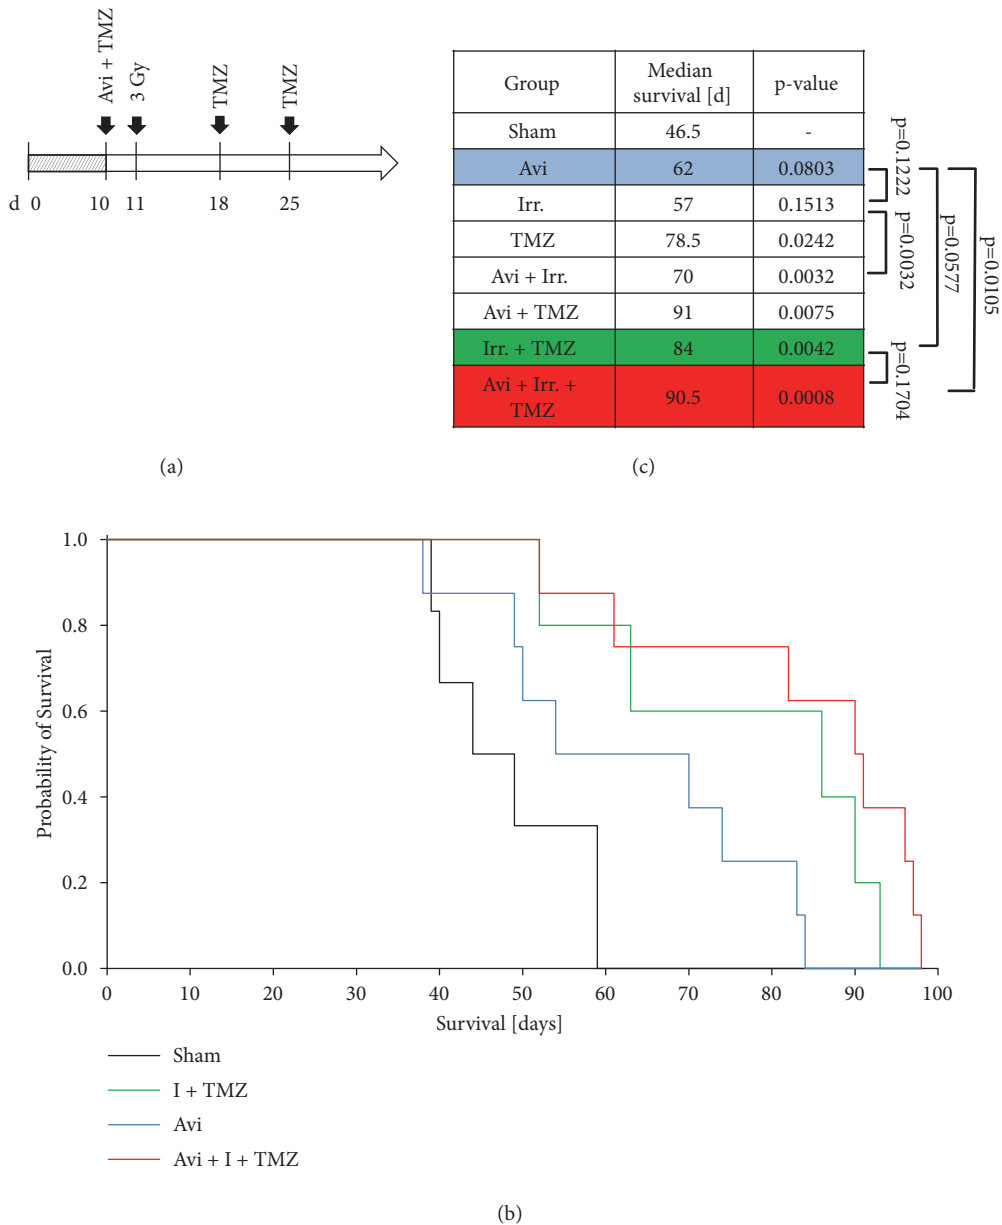 Avi + TMZ
3 Gy
TMZ
TMZ
d 0 10 11 18 25
(a)
Group Median survival [d] p-value
Sham 46.5 -
Avi 62 0.0803
Irr. 57 0.1513
TMZ 78.5 0.0242
Avi + Irr. 70 0.0032
Avi + TMZ 91 0.0075
Irr. + TMZ 84 0.0042
Avi + Irr. +
TMZ 90.5 0.0008
p=0.1222
p=0.0032
p=0.0577
p=0.0105
p=0.1704
(c)
Probability of Survival
1.0
0.8
0.6
0.4
0.2
0.0
0 10 20 30 40 50 60 70 80 90 100
Survival [days]
Sham
I + TMZ
Avi
Avi + I + TMZ
(b)